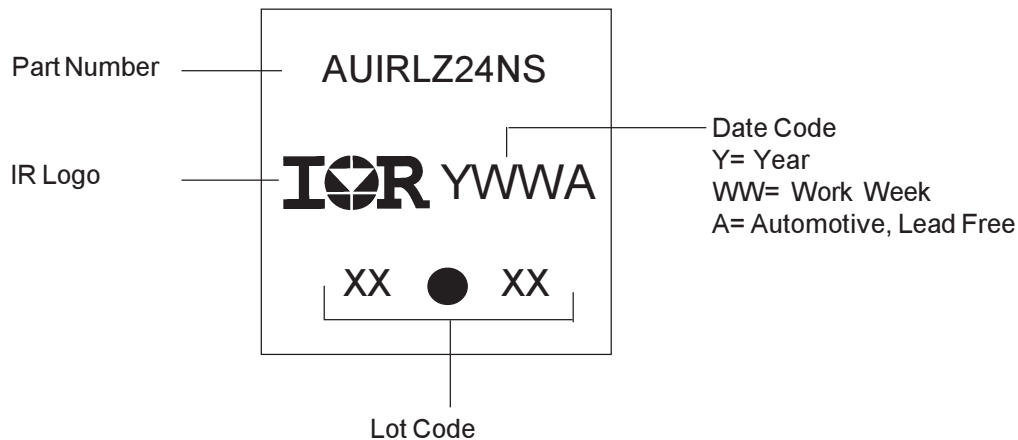 Part Number
AUIRLZ24NS
IR Logo
IOR YWWA
Date Code
Y= Year
WW= Work Week
A= Automotive, Lead Free
XX XX
Lot Code